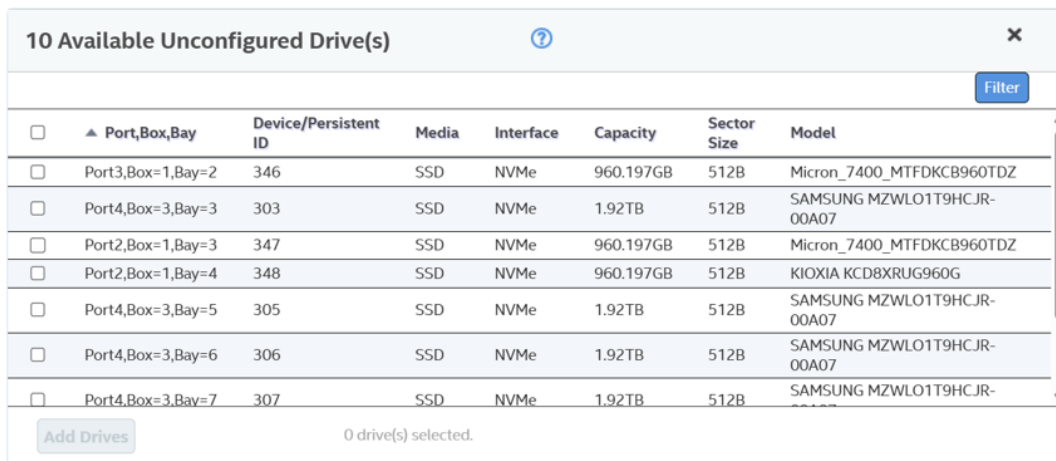 10 Available Unconfigured Drive(s) ?
Filter
Port,Box,Bay Device/Persistent ID Media Interface Capacity Sector Size Model
Port3,Box=1,Bay=2 346 SSD NVMe 960.197GB 512B Micron_7400_MTFDKCB960TDZ
Port4,Box=3,Bay=3 303 SSD NVMe 1.92TB 512B SAMSUNG MZWLO1T9HCJR-
00A07
Port2,Box=1,Bay=3 347 SSD NVMe 960.197GB 512B Micron_7400_MTFDKCB960TDZ
Port2,Box=1,Bay=4 348 SSD NVMe 960.197GB 512B KIOXIA KCD8XRUG960G
Port4,Box=3,Bay=5 305 SSD NVMe 1.92TB 512B SAMSUNG MZWLO1T9HCJR-
00A07
Port4,Box=3,Bay=6 306 SSD NVMe 1.92TB 512B SAMSUNG MZWLO1T9HCJR-
00A07
Port4,Box=3,Bay=7 307 SSD NVMe 1.92TB 512B SAMSUNG MZWLO1T9HCJR-
Add Drives 0 drive(s) selected.